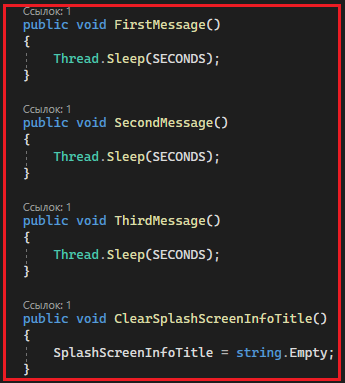 Ссылок: 1
public void FirstMessage()
{
    Thread.Sleep(SECONDS);
}
Ссылок: 1
public void SecondMessage()
{
    Thread.Sleep(SECONDS);
}
Ссылок: 1
public void ThirdMessage()
{
    Thread.Sleep(SECONDS);
}
Ссылок: 1
public void ClearSplashScreenInfoTitle()
{
    SplashScreenInfoTitle = string.Empty;
}